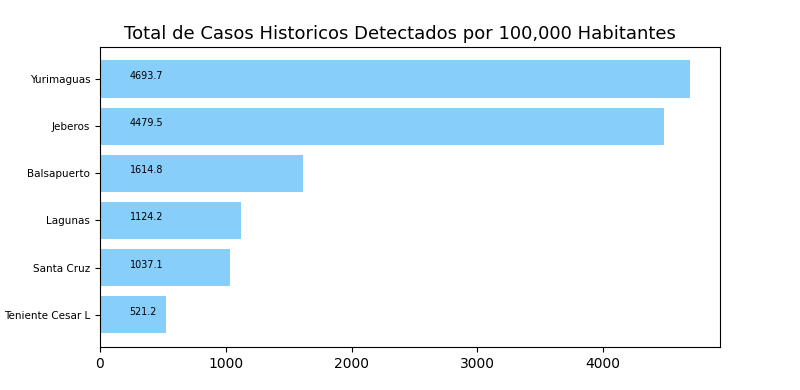 Total de Casos Historicos Detectados por 100,000 Habitantes
Yurimaguas 4693.7
Jeberos 4479.5
Balsapuerto 1614.8
Lagunas 1124.2
Santa Cruz 1037.1
Teniente Cesar L 521.2
0 1000 2000 3000 4000